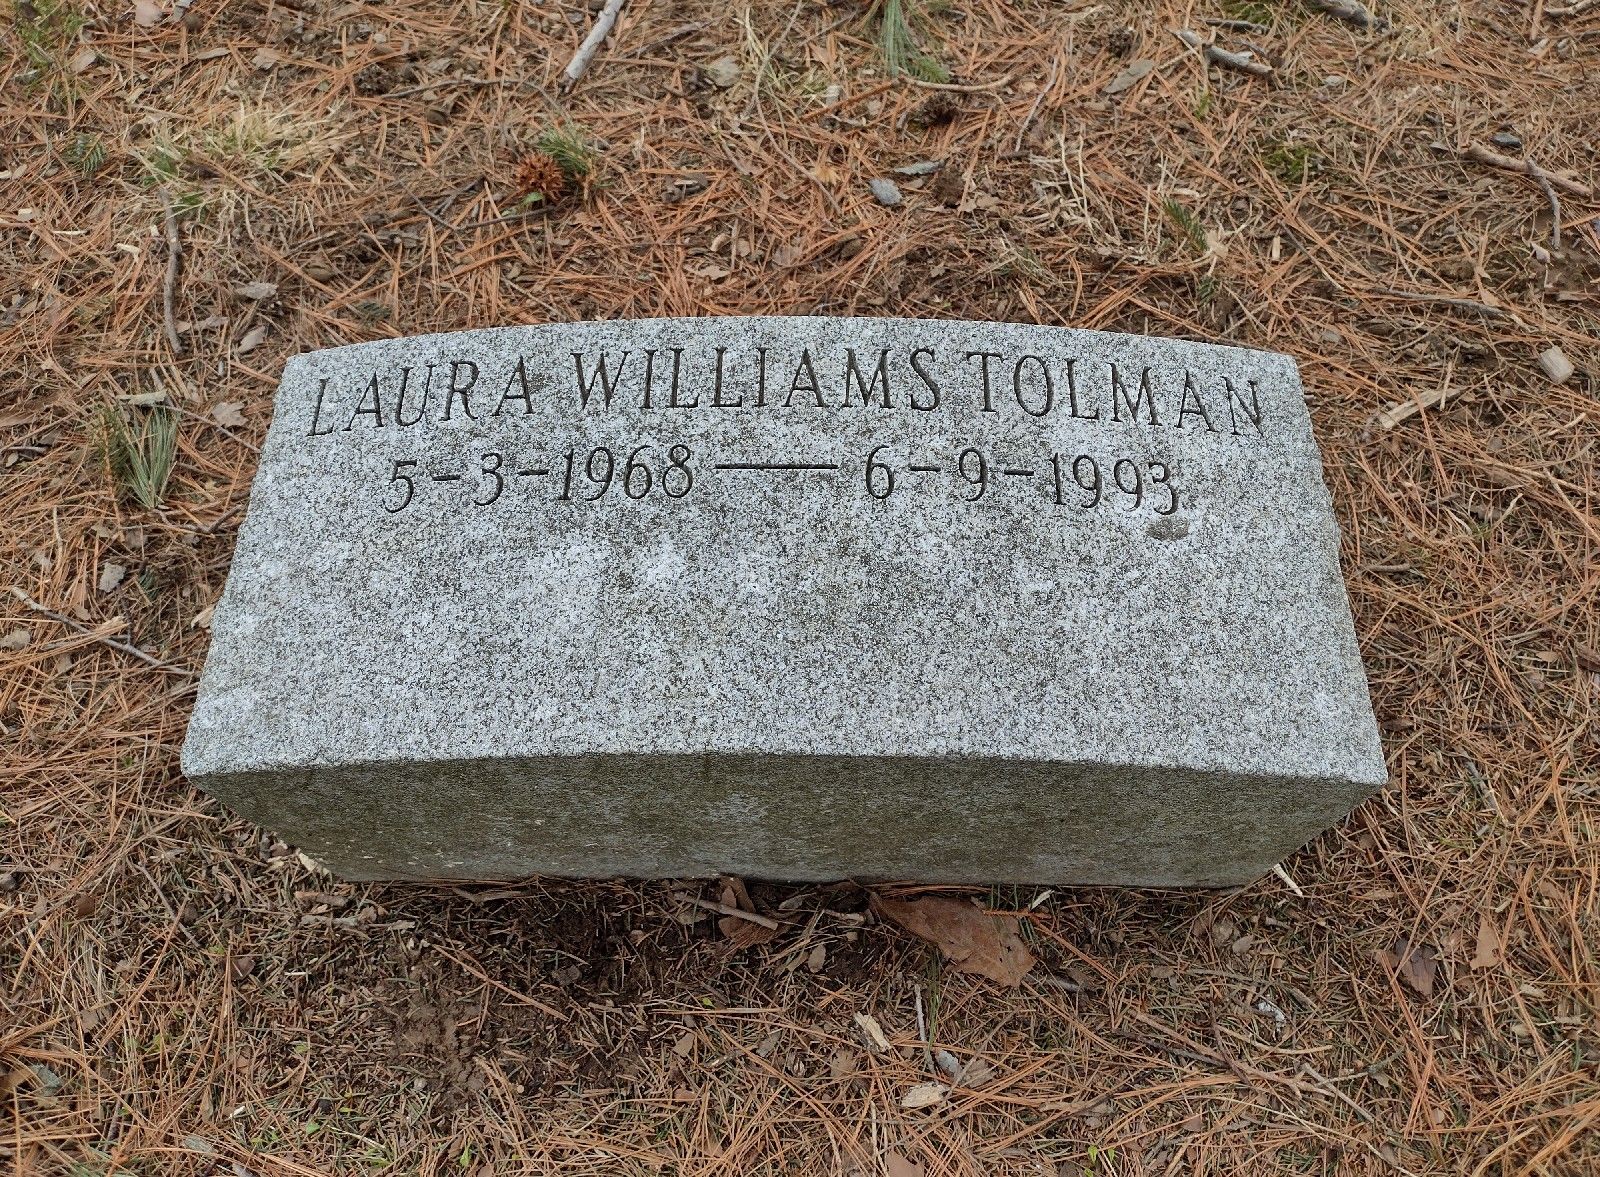 LAURA WILLIAMS TOLMAN
5-3-1968 — 6-9-1993